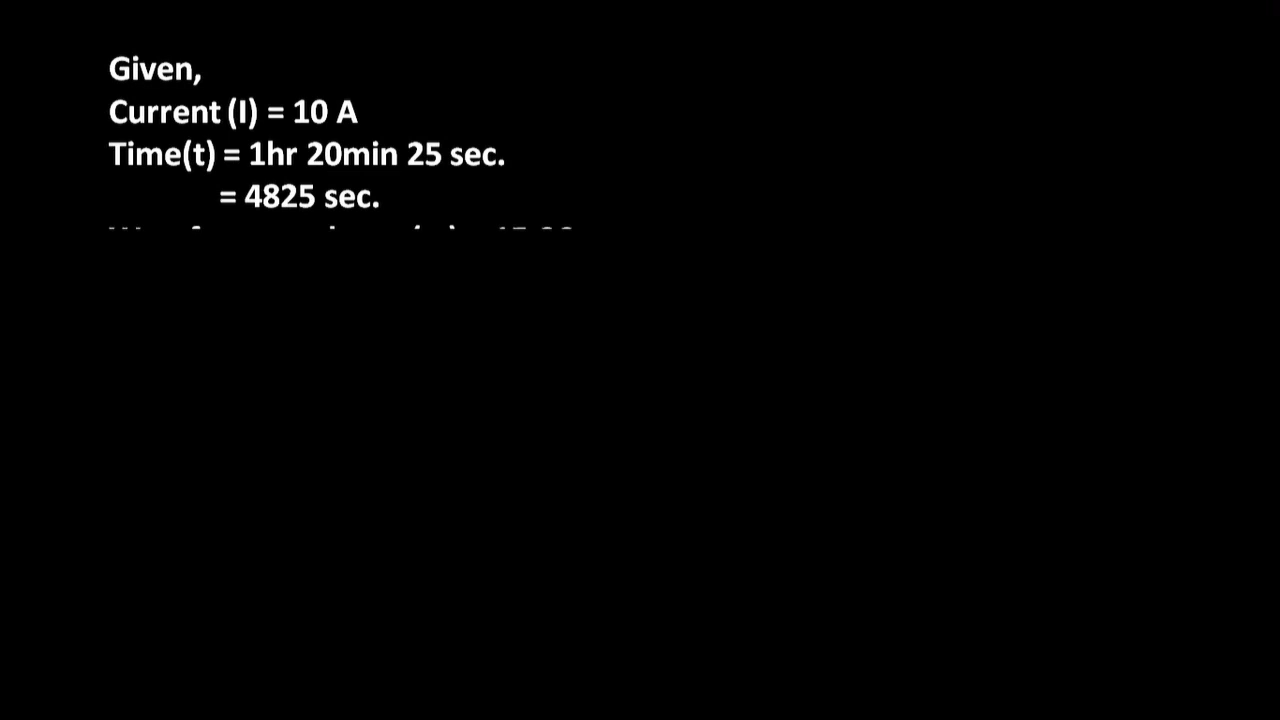 Given,
Current (I) = 10 A
Time(t) = 1hr 20min 25 sec.
= 4825 sec.